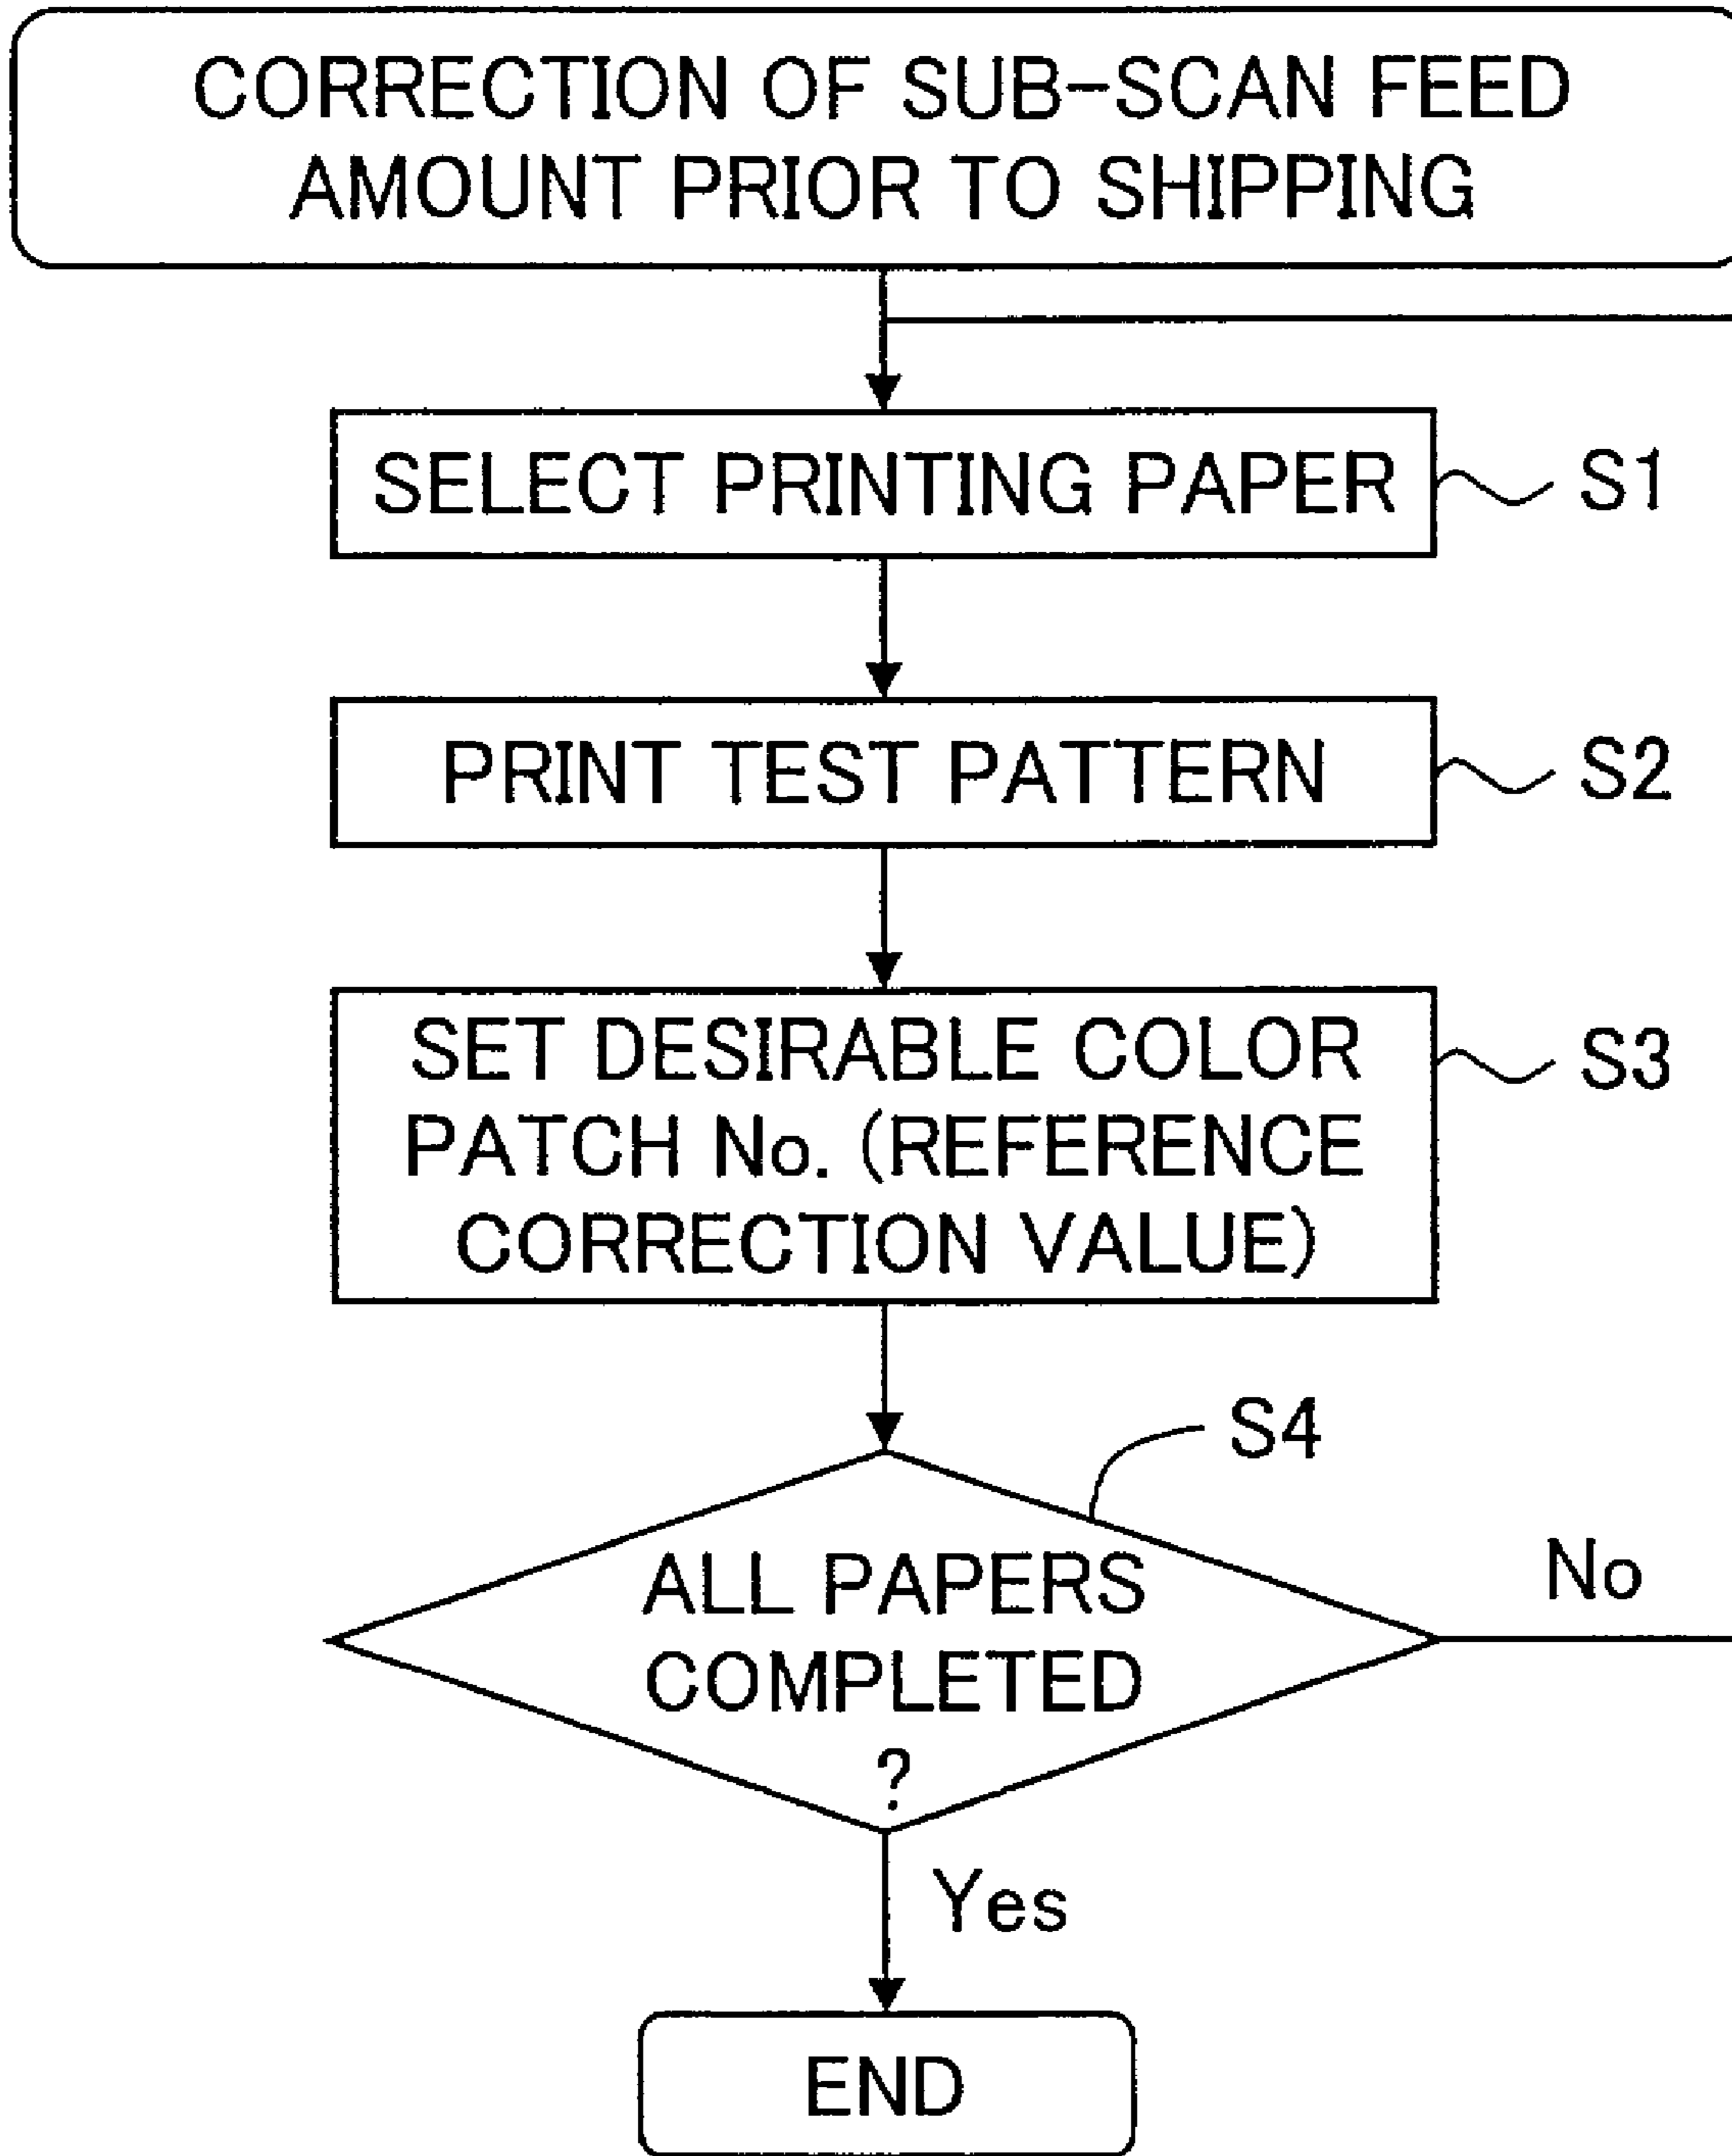 CORRECTION OF SUB-SCAN FEED
AMOUNT PRIOR TO SHIPPING
SELECT PRINTING PAPER
S1
PRINT TEST PATTERN
S2
SET DESIRABLE COLOR
PATCH No. (REFERENCE
CORRECTION VALUE)
S3
S4
ALL PAPERS
COMPLETED
?
No
Yes
END